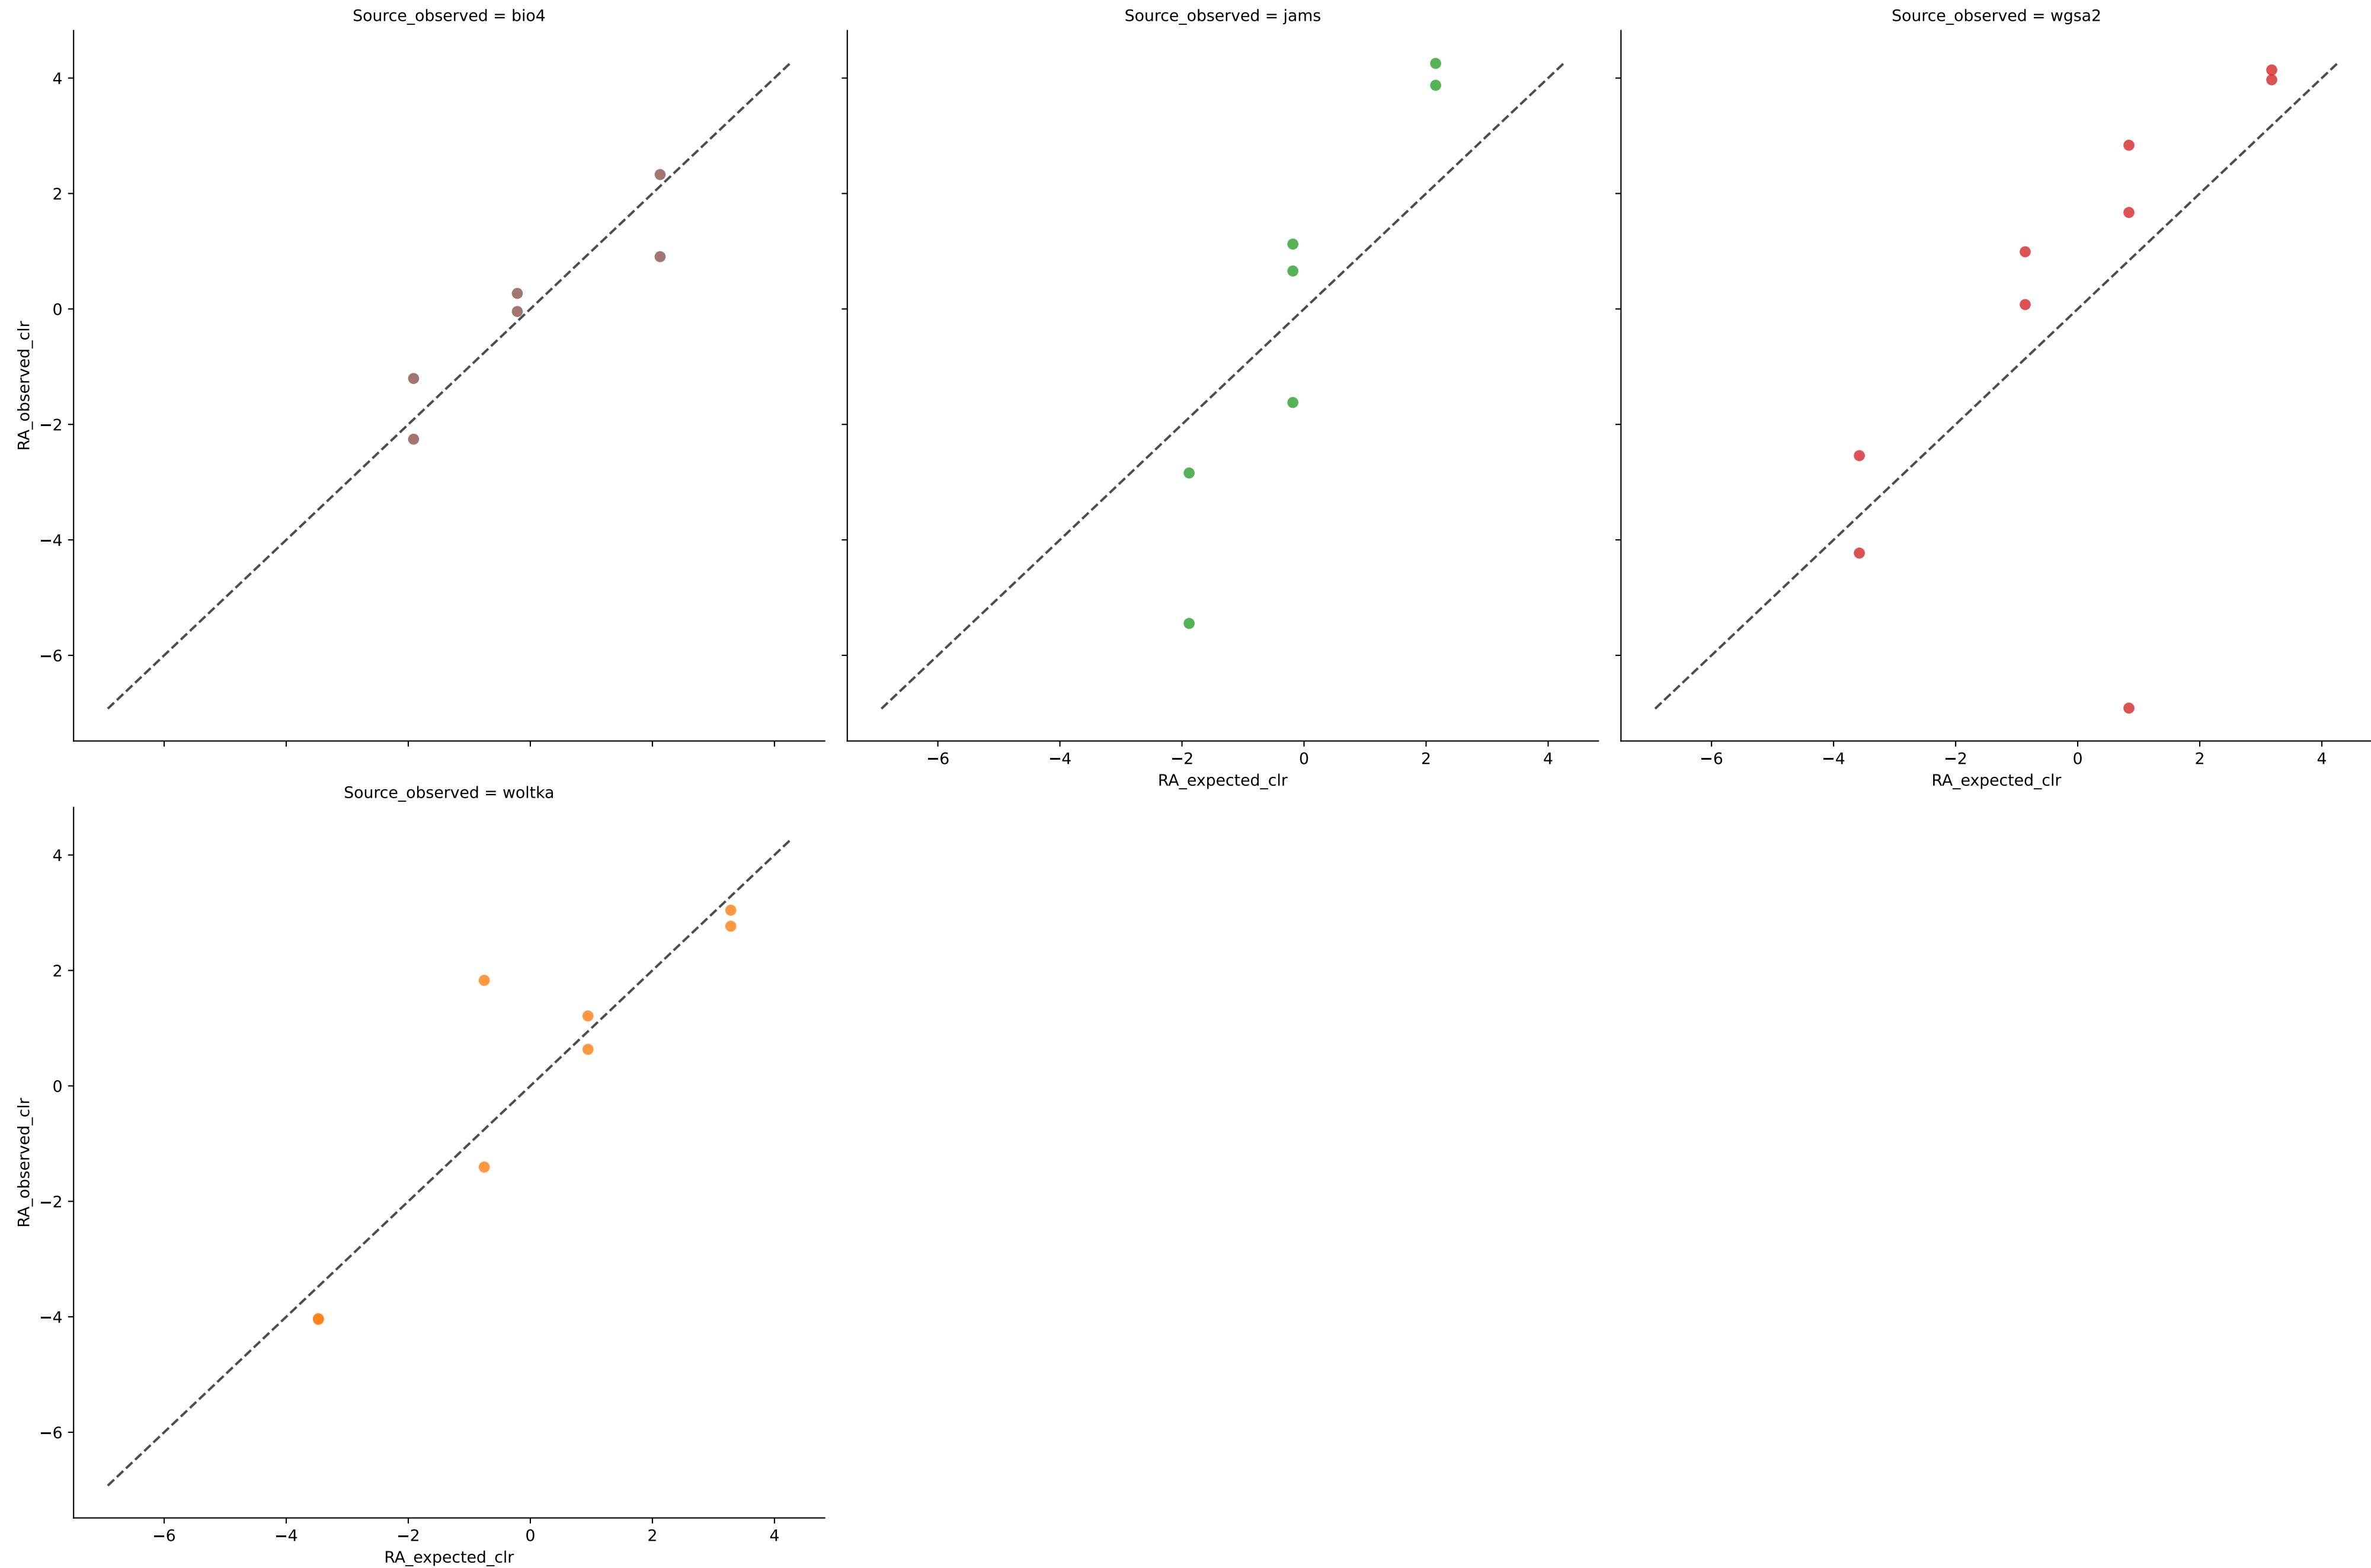 Source_observed = bio4
Source_observed = jams
Source_observed = wgsa2
4
2
0
−2
−4
−6
RA_observed_clr
−6 −4 −2 0 2 4
RA_expected_clr
−6 −4 −2 0 2 4
RA_expected_clr
Source_observed = woltka
4
2
0
−2
−4
−6
RA_observed_clr
−6 −4 −2 0 2 4
RA_expected_clr